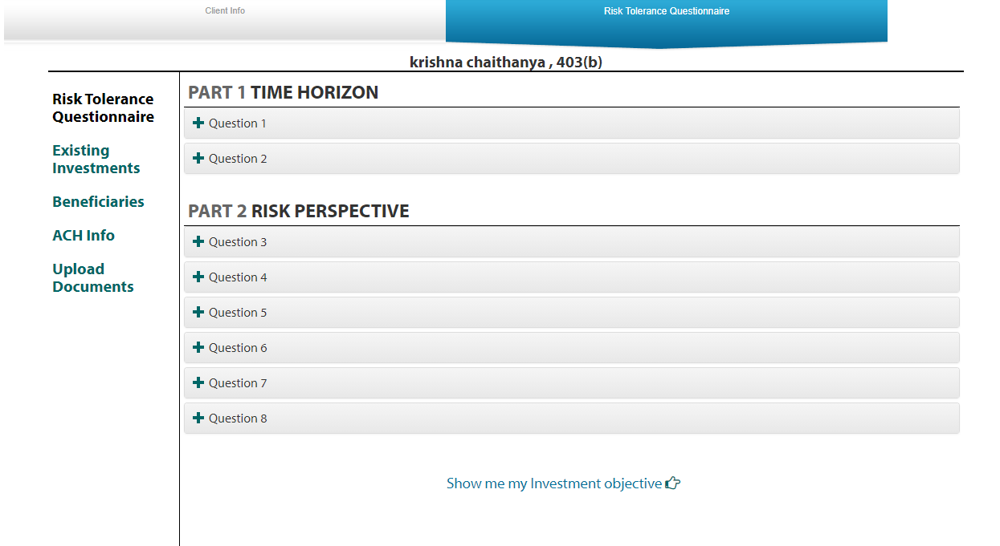 Client Info
Risk Tolerance Questionnaire
krishna chaithanya , 403(b)
Risk Tolerance
Questionnaire
Existing
Investments
Beneficiaries
ACH Info
Upload
Documents
PART 1 TIME HORIZON
Question 1
Question 2
PART 2 RISK PERSPECTIVE
Question 3
Question 4
Question 5
Question 6
Question 7
Question 8
Show me my Investment objective